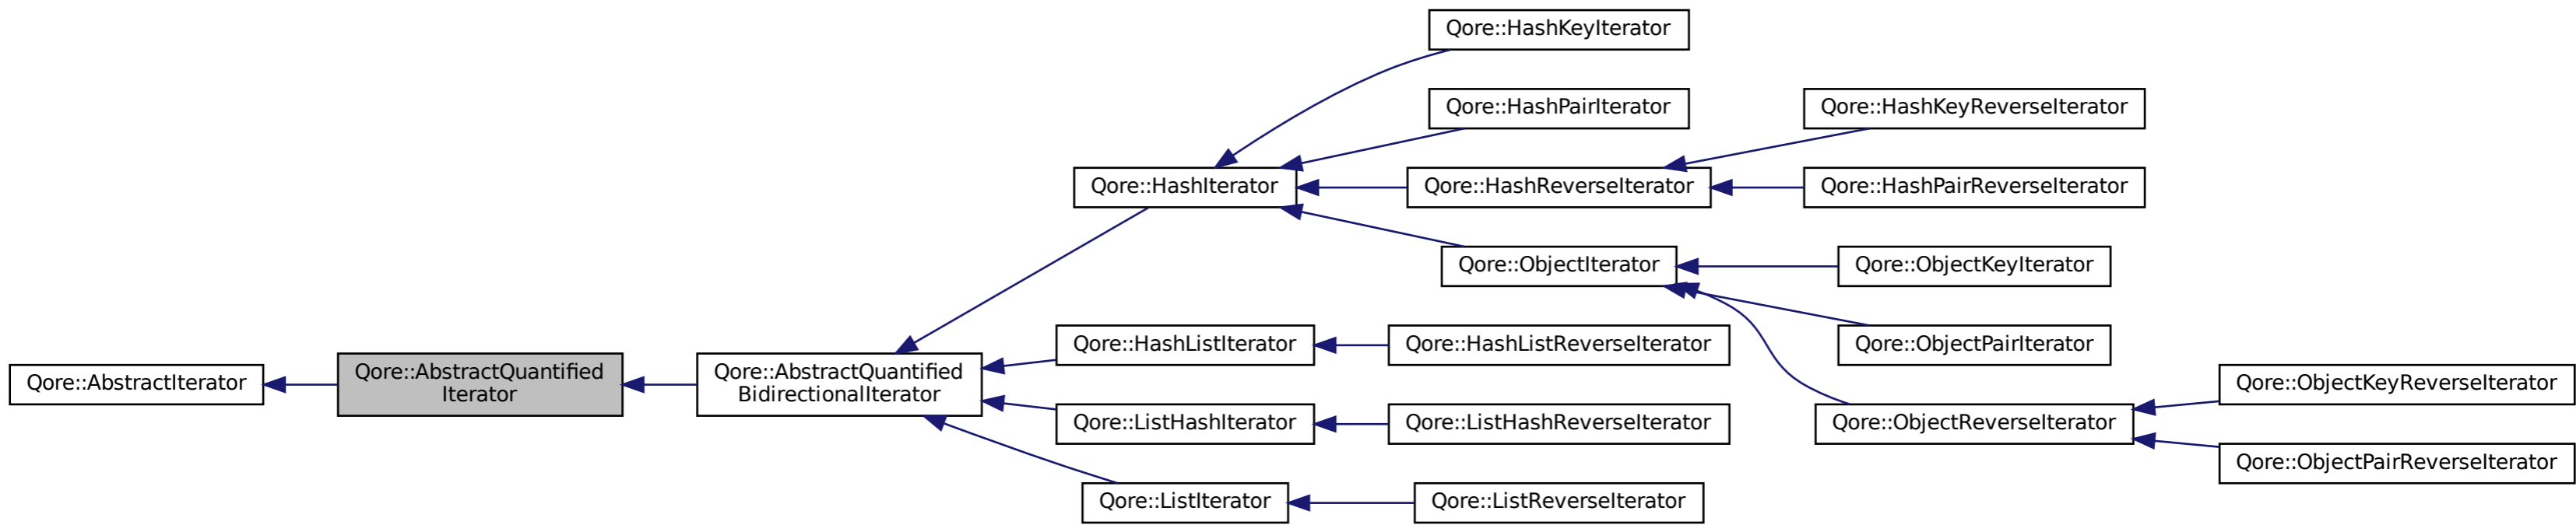 Qore::AbstractIterator
Qore::AbstractQuantified
Iterator
Qore::AbstractQuantified
BidirectionalIterator
Qore::HashIterator
Qore::HashKeyIterator
Qore::HashPairIterator
Qore::HashReverseIterator
Qore::HashKeyReverseIterator
Qore::HashPairReverseIterator
Qore::ObjectIterator
Qore::ObjectKeyIterator
Qore::ObjectPairIterator
Qore::ObjectReverseIterator
Qore::ObjectKeyReverseIterator
Qore::ObjectPairReverseIterator
Qore::HashListIterator
Qore::HashListReverseIterator
Qore::ListHashIterator
Qore::ListHashReverseIterator
Qore::ListIterator
Qore::ListReverseIterator